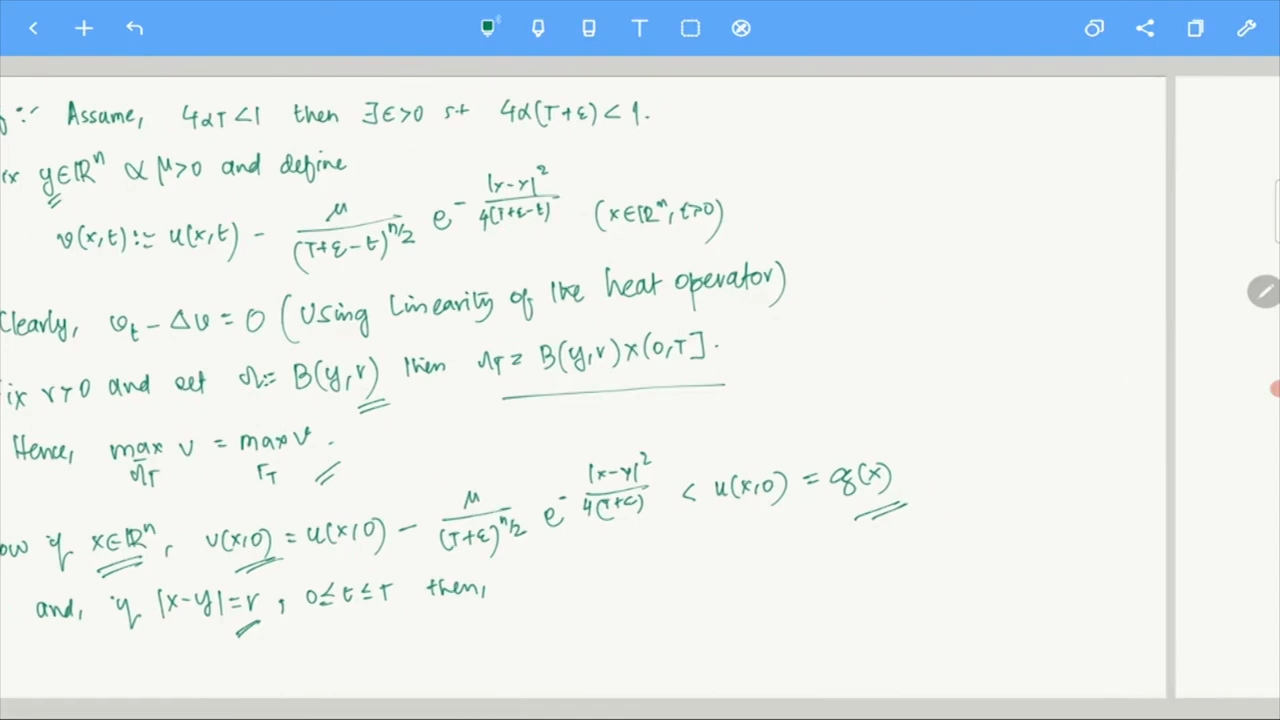 Assume, 4αT<1 then ∃ϵ>0 st 4α(T+ε)<1.
y∈ℝⁿ & μ>0 and define
v(x,t) := u(x,t) - μ/(T+ε-t)^{n/2} e^{-|x-y|²/4(T+ε-t)} (x∈ℝⁿ, t>0)
Clearly, v_t - Δv = 0 (Using linearity of the heat operator)
ix r>0 and set Ω = B(y,r) then Ω_T = B(y,r)×(0,T].
Hence, max_{Ω̄_T} v = max_{Γ_T} v.
ow if x∈ℝⁿ, v(x,0) = u(x,0) - μ/(T+ε)^{n/2} e^{-|x-y|²/4(T+ε)} < u(x,0) = g(x)
and, if |x-y|=r, 0≤t≤T then,